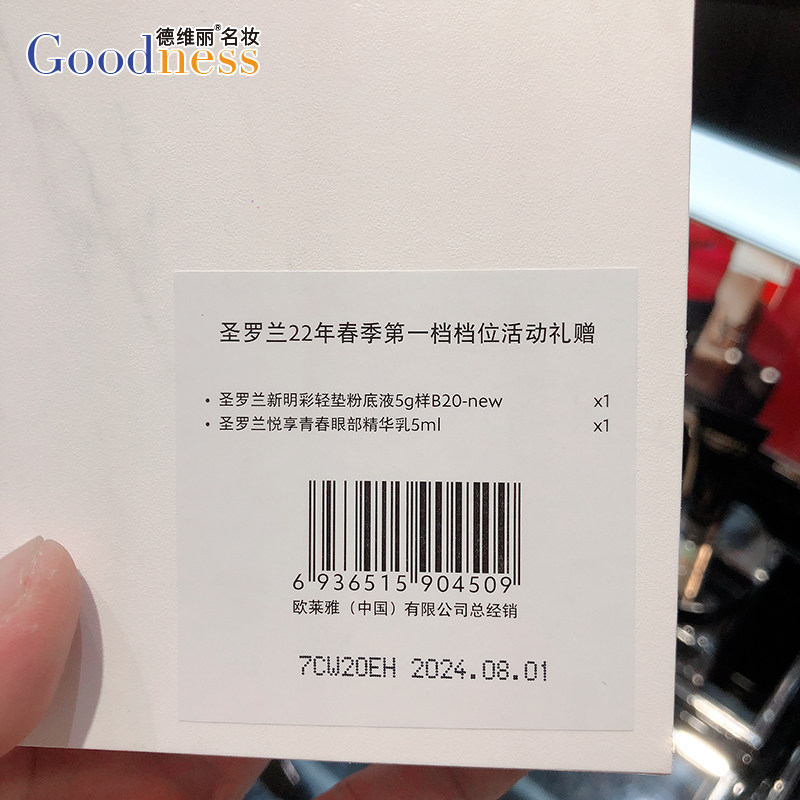 德维丽®名妆
Goodness
圣罗兰22年春季第一档档位活动礼赠
• 圣罗兰新明彩轻垫粉底液5g样B20-new x1
• 圣罗兰悦享青春眼部精华乳5ml x1
6 936515 904509
欧莱雅（中国）有限公司总经销
7CW20EH 2024.08.01